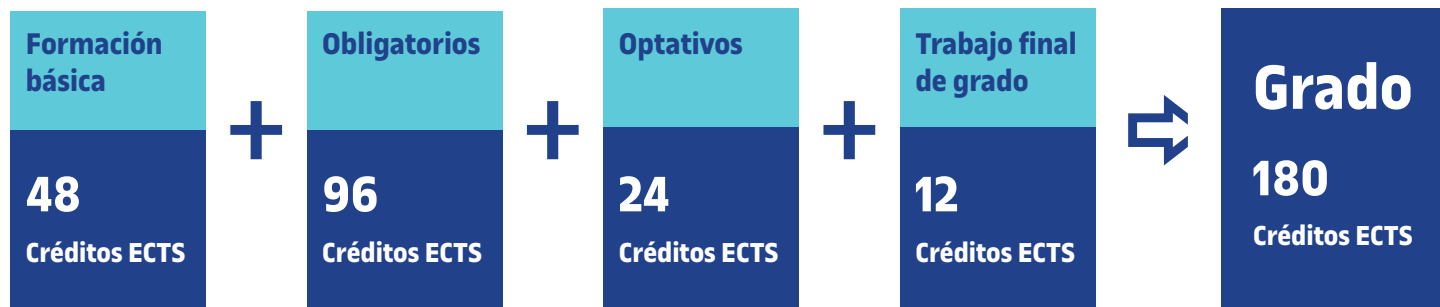 Formación
básica
48
Créditos ECTS
+
Obligatorios
96
Créditos ECTS
+
Optativos
24
Créditos ECTS
+
Trabajo final
de grado
12
Créditos ECTS
Grado
180
Créditos ECTS